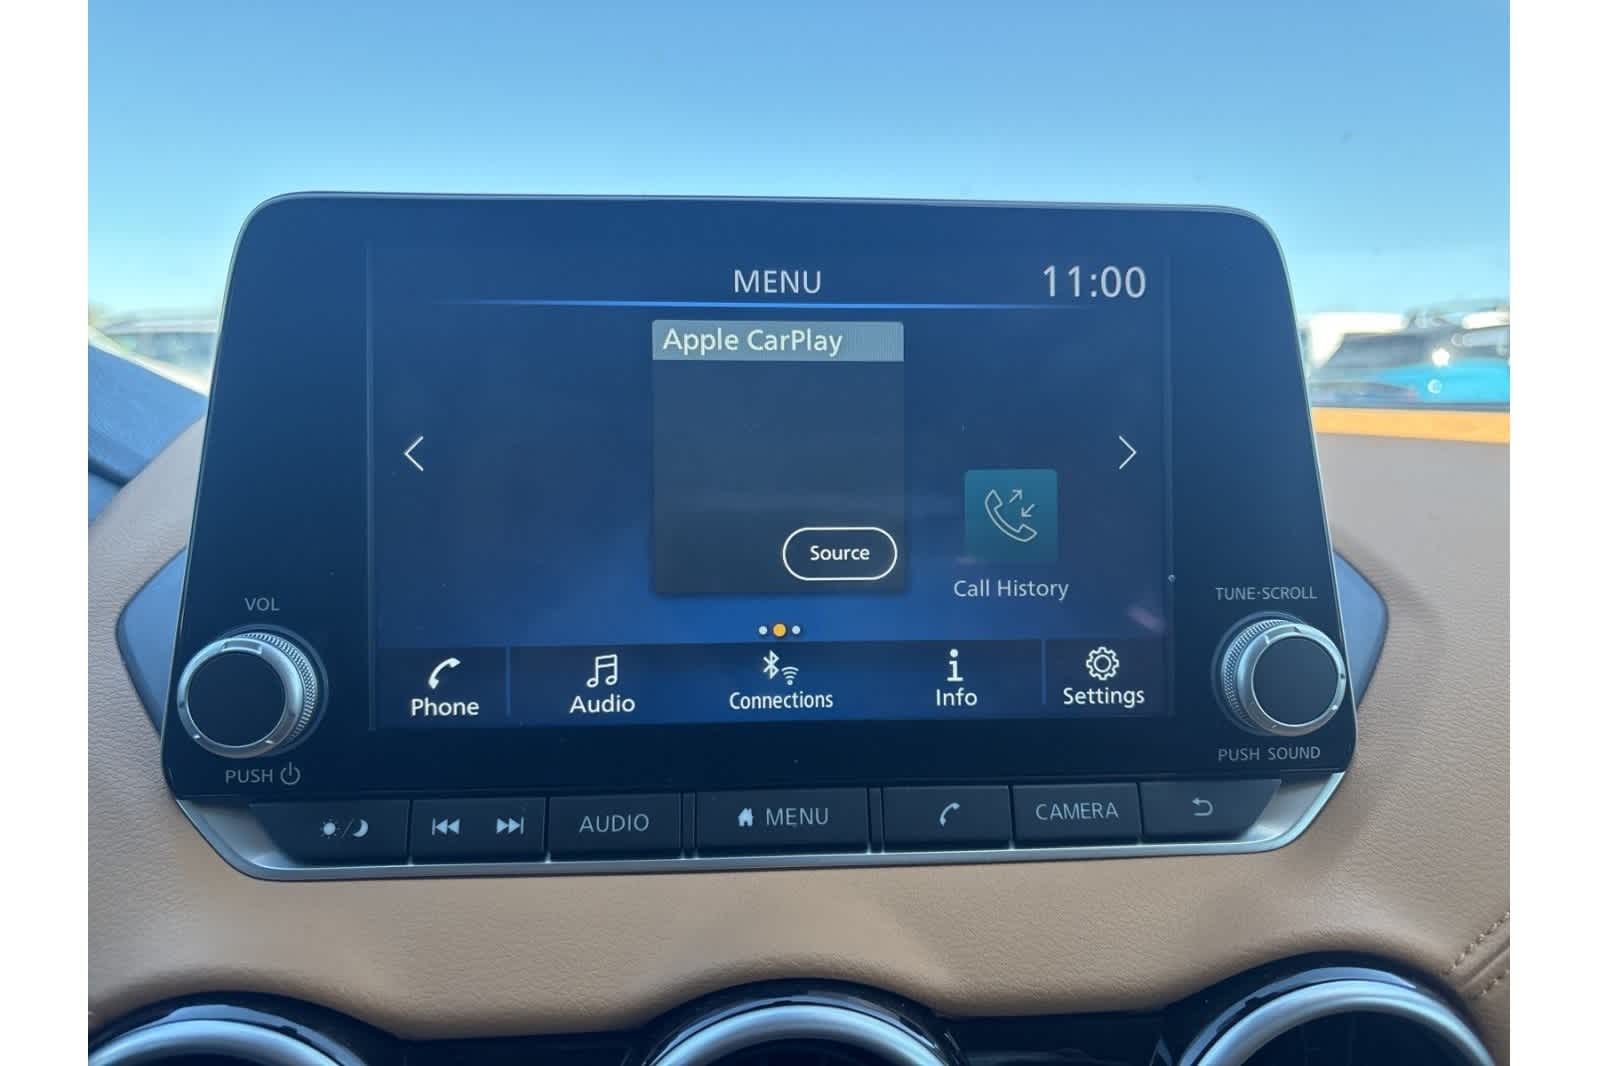 MENU
11:00
Apple CarPlay
Source
Call History
Phone
Audio
Connections
Info
Settings
VOL
PUSH
TUNE·SCROLL
PUSH SOUND
AUDIO
MENU
CAMERA